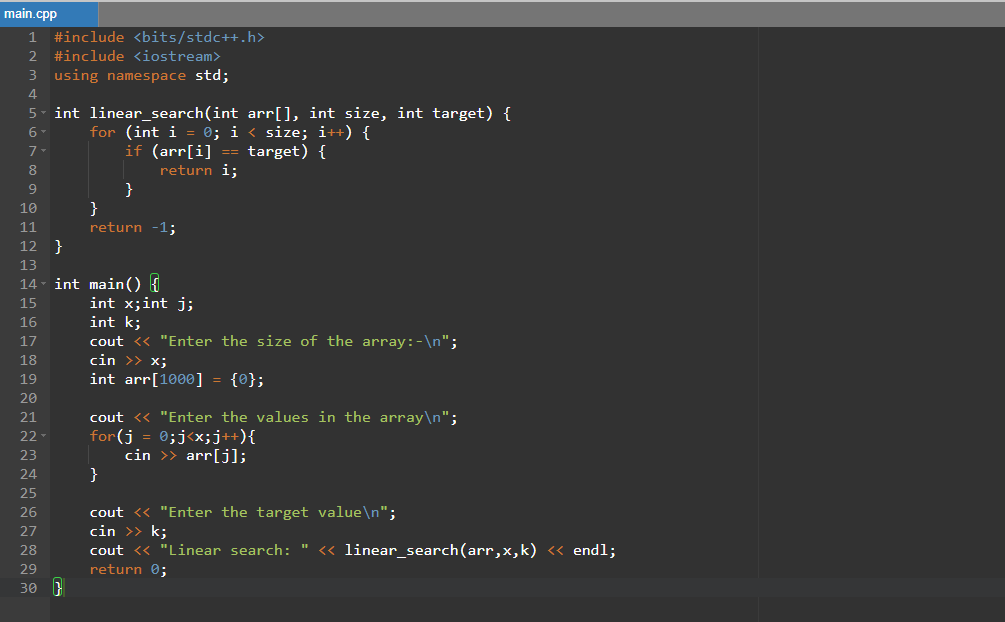 main.cpp
1 #include <bits/stdc++.h>
2 #include <iostream>
3 using namespace std;
4
5 int linear_search(int arr[], int size, int target) {
6     for (int i = 0; i < size; i++) {
7         if (arr[i] == target) {
8             return i;
9         }
10     }
11     return -1;
12 }
13
14 int main() {
15     int x;int j;
16     int k;
17     cout << "Enter the size of the array:-\n";
18     cin >> x;
19     int arr[1000] = {0};
20
21     cout << "Enter the values in the array\n";
22     for(j = 0;j<x;j++){
23         cin >> arr[j];
24     }
25
26     cout << "Enter the target value\n";
27     cin >> k;
28     cout << "Linear search: " << linear_search(arr,x,k) << endl;
29     return 0;
30 }